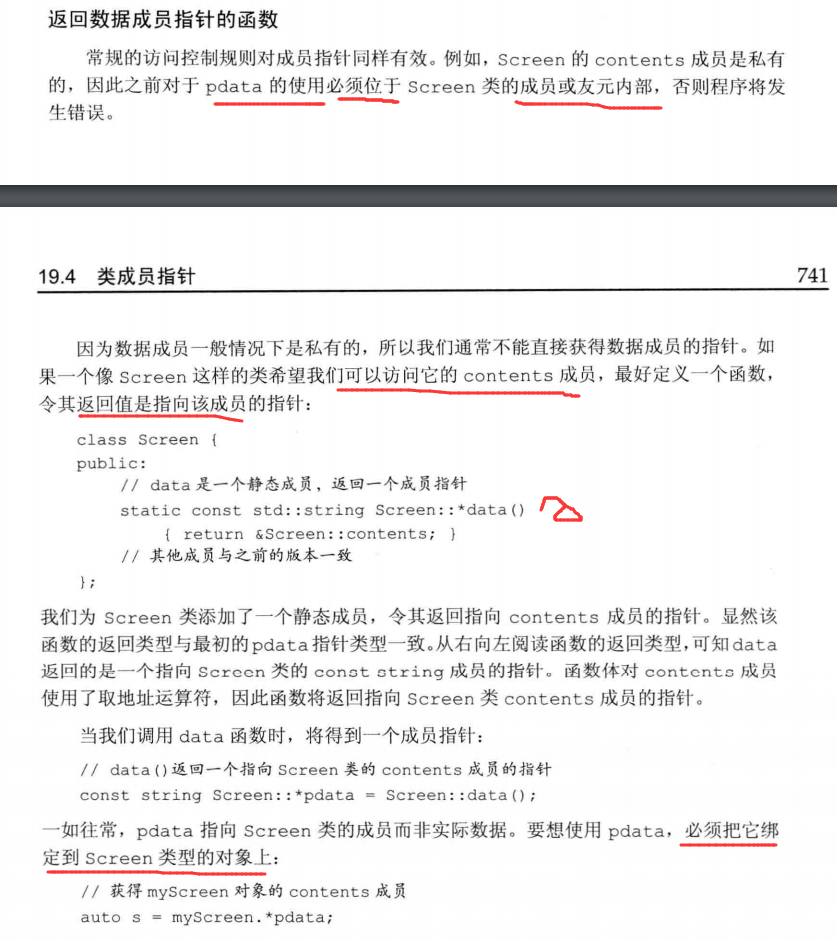 返回数据成员指针的函数
常规的访问控制规则对成员指针同样有效。例如，Screen 的 contents 成员是私有
的，因此之前对于 pdata 的使用必须位于 Screen 类的成员或友元内部，否则程序将发
生错误。
19.4 类成员指针 741
因为数据成员一般情况下是私有的，所以我们通常不能直接获得数据成员的指针。如
果一个像 Screen 这样的类希望我们可以访问它的 contents 成员，最好定义一个函数，
令其返回值是指向该成员的指针：
class Screen {
public:
// data 是一个静态成员，返回一个成员指针
static const std::string Screen::*data()
{ return &Screen::contents; }
// 其他成员与之前的版本一致
};
我们为 Screen 类添加了一个静态成员，令其返回指向 contents 成员的指针。显然该
函数的返回类型与最初的 pdata 指针类型一致。从右向左阅读函数的返回类型，可知 data
返回的是一个指向 Screen 类的 const string 成员的指针。函数体对 contents 成员
使用了取地址运算符，因此函数将返回指向 Screen 类 contents 成员的指针。
当我们调用 data 函数时，将得到一个成员指针：
// data()返回一个指向 Screen 类的 contents 成员的指针
const string Screen::*pdata = Screen::data();
一如往常，pdata 指向 Screen 类的成员而非实际数据。要想使用 pdata，必须把它绑
定到 Screen 类型的对象上：
// 获得 myScreen 对象的 contents 成员
auto s = myScreen.*pdata;